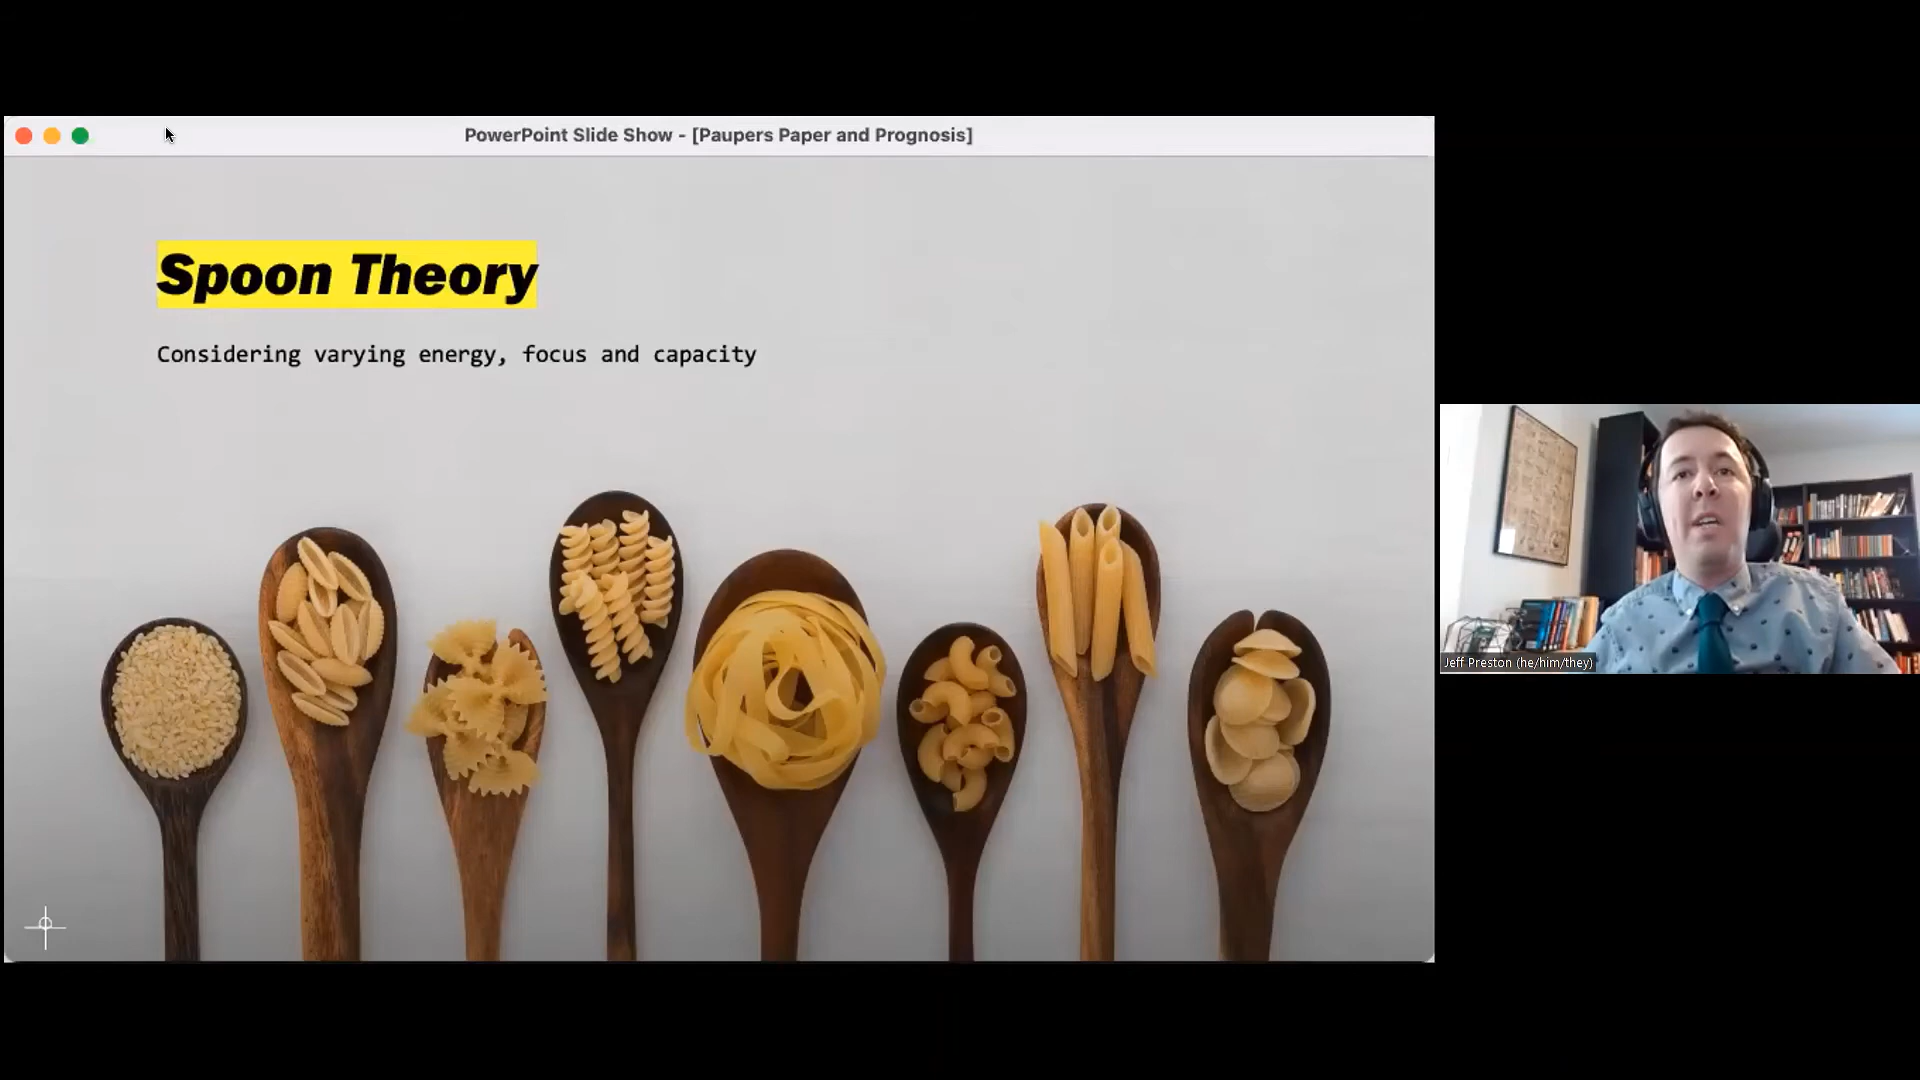 PowerPoint Slide Show - [Paupers Paper and Prognosis]
Spoon Theory
Considering varying energy, focus and capacity
Jeff Preston (he/him/they)